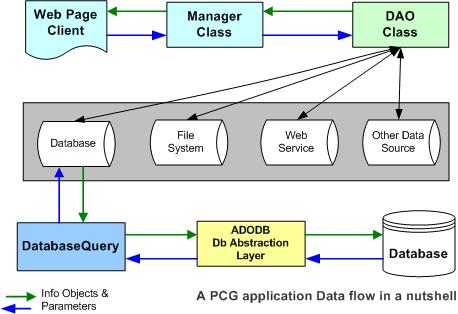 Web Page
Client
Manager
Class
DAO
Class
Database
File
System
Web
Service
Other Data
Source
DatabaseQuery
ADODB
Db Abstraction
Layer
Database
Info Objects &
Parameters
A PCG application Data flow in a nutshell